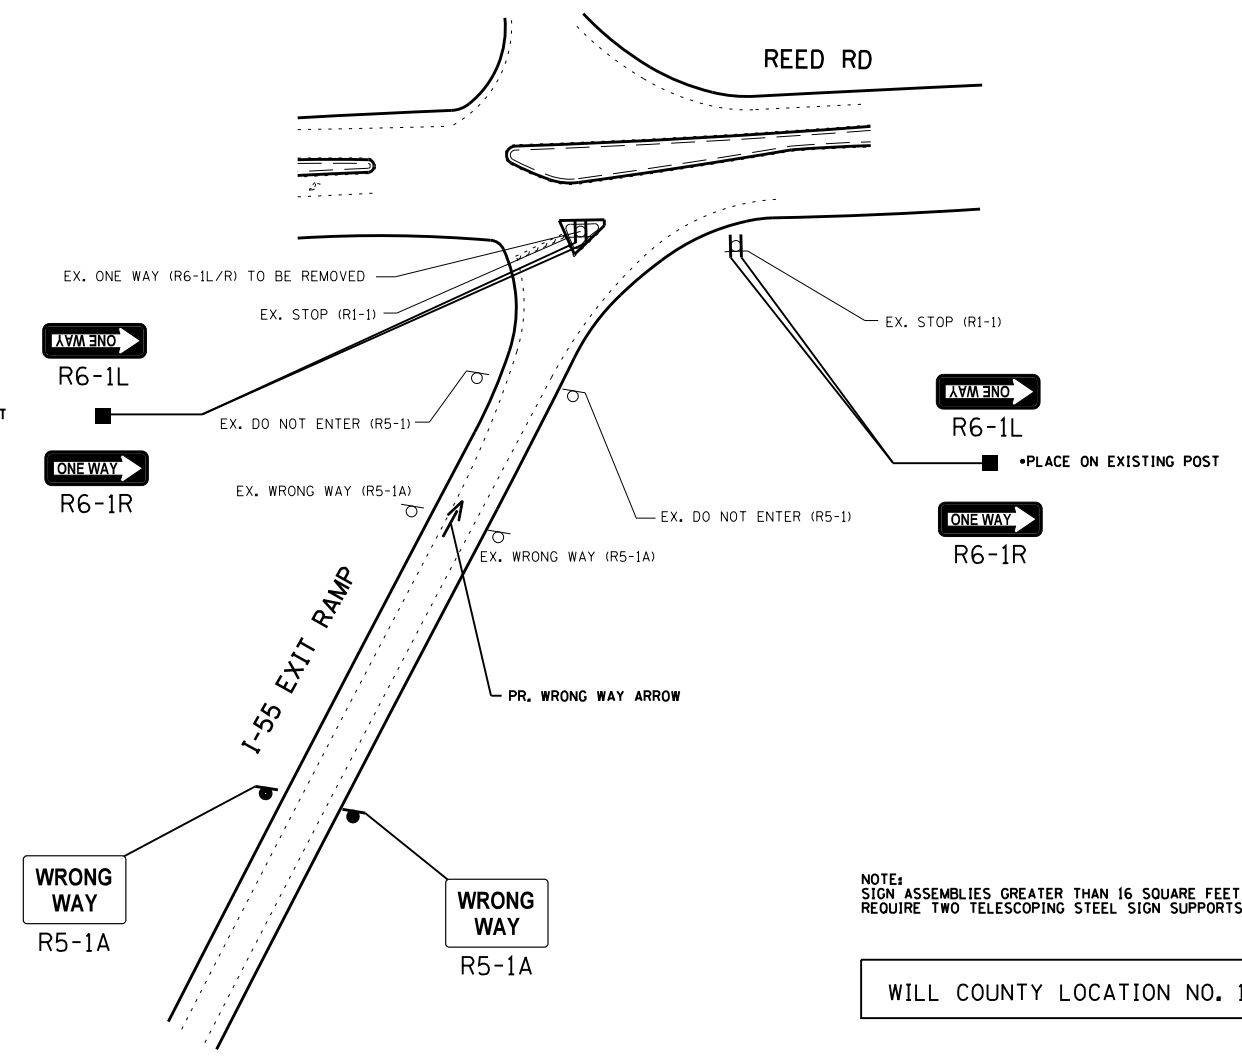 REED RD
EX. ONE WAY (R6-1L/R) TO BE REMOVED
EX. STOP (R1-1)
EX. STOP (R1-1)
ONE WAY
R6-1L
T
ONE WAY
R6-1R
EX. DO NOT ENTER (R5-1)
ONE WAY
R6-1L
•PLACE ON EXISTING POST
ONE WAY
R6-1R
EX. WRONG WAY (R5-1A)
EX. DO NOT ENTER (R5-1)
EX. WRONG WAY (R5-1A)
I-55 EXIT RAMP
PR. WRONG WAY ARROW
WRONG
WAY
R5-1A
WRONG
WAY
R5-1A
NOTE:
SIGN ASSEMBLIES GREATER THAN 16 SQUARE FEET
REQUIRE TWO TELESCOPING STEEL SIGN SUPPORTS
WILL COUNTY LOCATION NO. 1